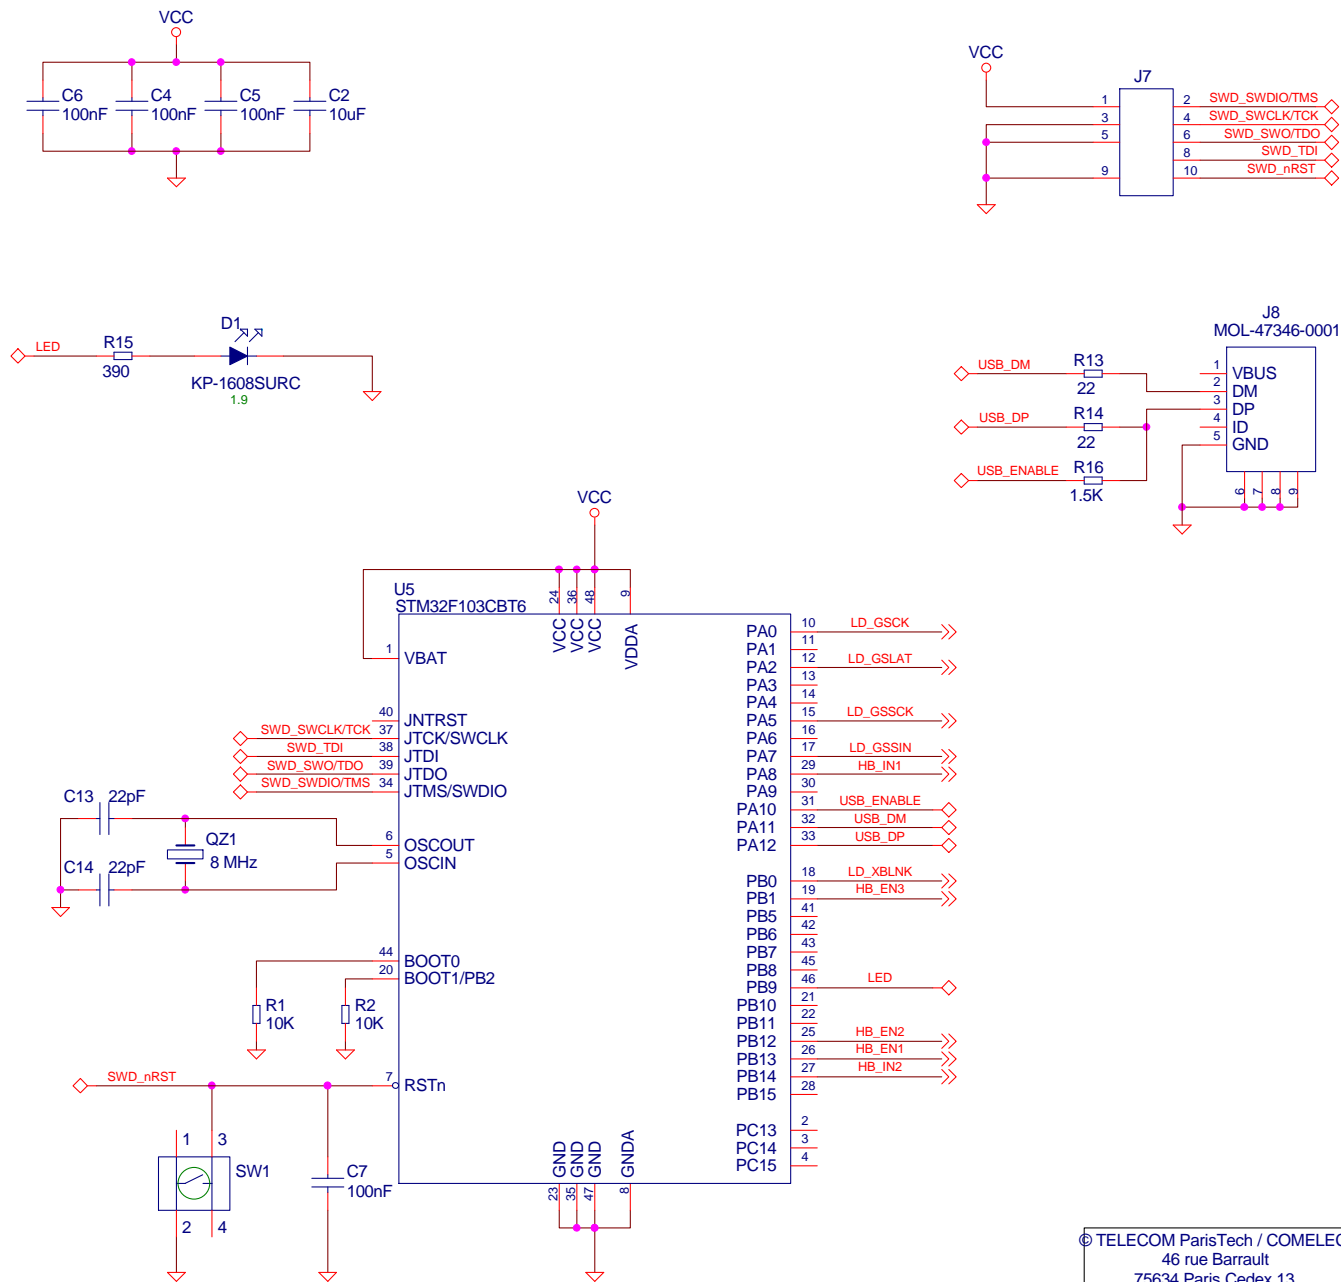 VCC
C6
100nF
C4
100nF
C5
100nF
C2
10uF
VCC
J7
1
3
5
9
2 SWD_SWDIO/TMS
4 SWD_SWCLK/TCK
6 SWD_SWO/TDO
8 SWD_TDI
10 SWD_nRST
LED
R15
390
D1
KP-1608SURC
1.9
J8
MOL-47346-0001
USB_DM
R13
22
USB_DP
R14
22
USB_ENABLE
R16
1.5K
1 VBUS
2 DM
3 DP
4 ID
5 GND
6
7
8
9
VCC
U5
STM32F103CBT6
24 VCC
36 VCC
48 VCC
9 VDDA
1 VBAT
40 JNTRST
SWD_SWCLK/TCK 37 JTCK/SWCLK
SWD_TDI 38 JTDI
SWD_SWO/TDO 39 JTDO
SWD_SWDIO/TMS 34 JTMS/SWDIO
C13 22pF
QZ1
8 MHz
C14 22pF
6 OSCOUT
5 OSCIN
44 BOOT0
20 BOOT1/PB2
R1
10K
R2
10K
SWD_nRST
7 RSTn
1
3
SW1
2
4
C7
100nF
PA0 10 LD_GSCK
PA1 11
PA2 12 LD_GSLAT
PA3 13
PA4 14
PA5 15 LD_GSSCK
PA6 16
PA7 17 LD_GSSIN
PA8 29 HB_IN1
PA9 30
PA10 31 USB_ENABLE
PA11 32 USB_DM
PA12 33 USB_DP
PB0 18 LD_XBLNK
PB1 19 HB_EN3
PB5 41
PB6 42
PB7 43
PB8 45
PB9 46 LED
PB10 21
PB11 22
PB12 25 HB_EN2
PB13 26 HB_EN1
PB14 27 HB_IN2
PB15 28
PC13 2
PC14 3
PC15 4
GND 23
GND 35
GND 47
GNDA 8
© TELECOM ParisTech / COMELEC
46 rue Barrault
75634 Paris Cedex 13